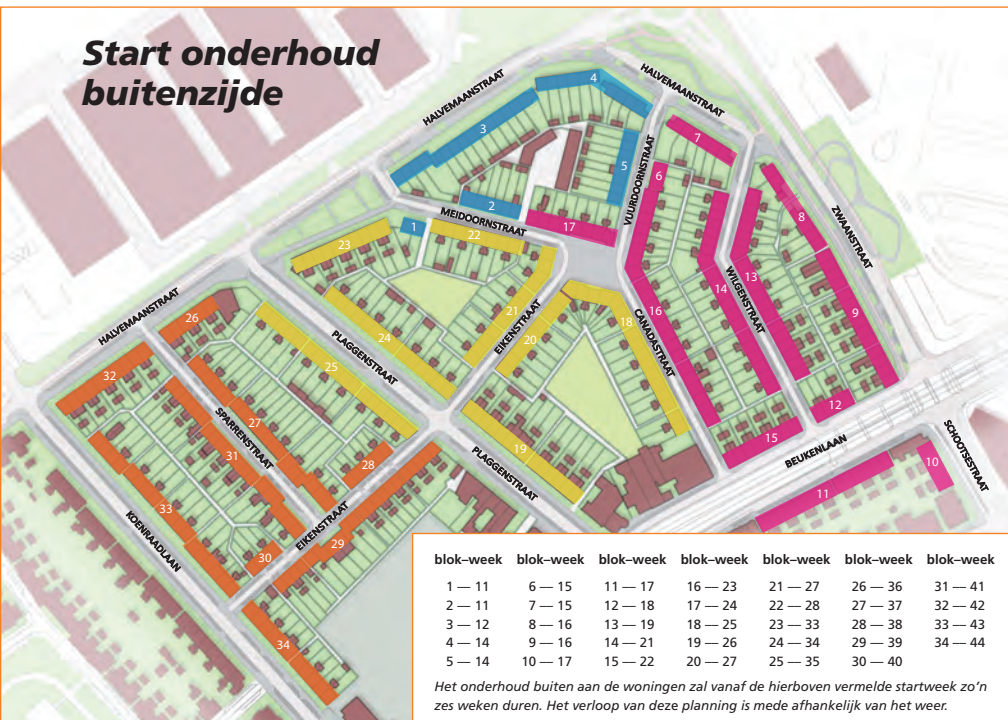 Start onderhoud
buitenzijde
HALVEMAANSTRAAT
HALVEMAANSTRAAT
4
3
7
5
VUURDOORNSTRAAT
6
2
MEIDOORNSTRAAT
17
1
22
23
8
ZWAANSTRAAT
13
WILGENSTRAAT
14
16
CANADASTRAAT
9
21
EIKENSTRAAT
20
18
24
PLAGGENSTRAAT
HALVEMAANSTRAAT
26
25
32
27
SPARRENSTRAAT
31
28
19
PLAGGENSTRAAT
12
15
BEUKENLAAN
SCHOOTSESTRAAT
10
11
33
KOENRAADLAAN
EIKENSTRAAT
29
30
34
blok–week blok–week blok–week blok–week blok–week blok–week blok–week
1 — 11 6 — 15 11 — 17 16 — 23 21 — 27 26 — 36 31 — 41
2 — 11 7 — 15 12 — 18 17 — 24 22 — 28 27 — 37 32 — 42
3 — 12 8 — 16 13 — 19 18 — 25 23 — 33 28 — 38 33 — 43
4 — 14 9 — 16 14 — 21 19 — 26 24 — 34 29 — 39 34 — 44
5 — 14 10 — 17 15 — 22 20 — 27 25 — 35 30 — 40
Het onderhoud buiten aan de woningen zal vanaf de hierboven vermelde startweek zo'n
zes weken duren. Het verloop van deze planning is mede afhankelijk van het weer.